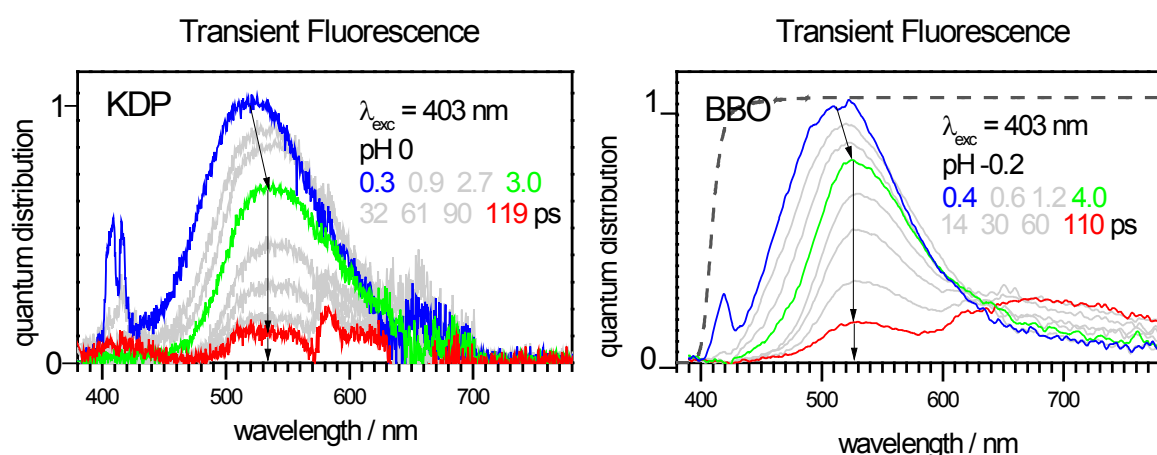 Transient Fluorescence
KDP
λexc = 403 nm
pH 0
0.3 0.9 2.7 3.0
32 61 90 119 ps
1
0
quantum distribution
400 500 600 700
wavelength / nm
Transient Fluorescence
BBO
λexc = 403 nm
pH -0.2
0.4 0.6 1.2 4.0
14 30 60 110 ps
1
0
quantum distribution
400 500 600 700
wavelength / nm